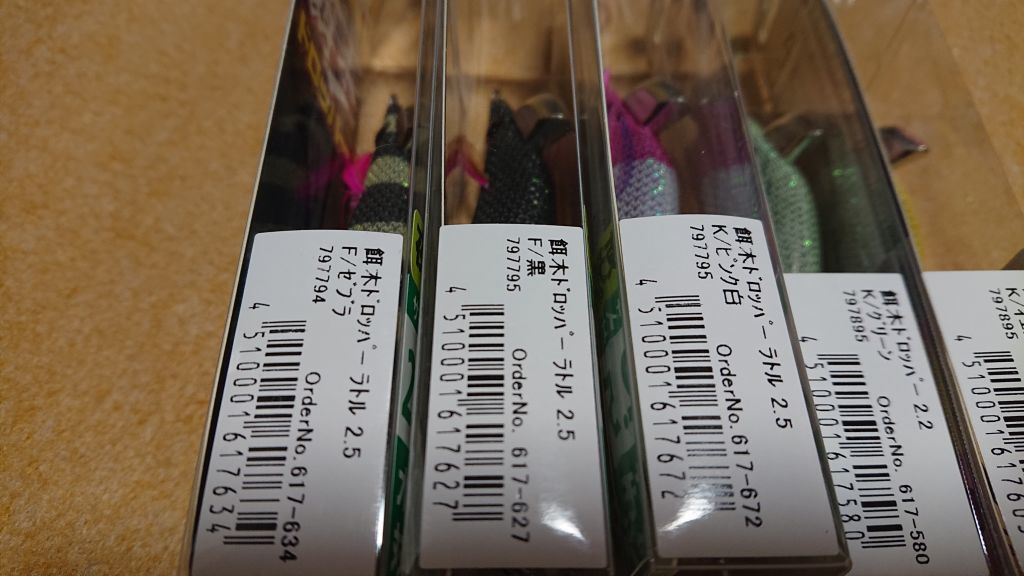 餌木ﾄﾞﾛｯﾊﾟｰ ﾗﾄﾙ 2.5
F/ｾﾞﾌﾞﾗ
797794
OrderNo. 617-634
4 510001 617634
餌木ﾄﾞﾛｯﾊﾟｰ ﾗﾄﾙ 2.5
F/黒
797795
OrderNo. 617-627
4 510001 617627
餌木ﾄﾞﾛｯﾊﾟｰ ﾗﾄﾙ 2.5
K/ﾋﾟﾝｸ白
797795
OrderNo. 617-672
4 510001 617672
餌木ﾄﾞﾛｯﾊﾟｰ 2.2
K/ｸﾞﾘｰﾝ
797895
OrderNo. 617-580
4 510001 617580
797895